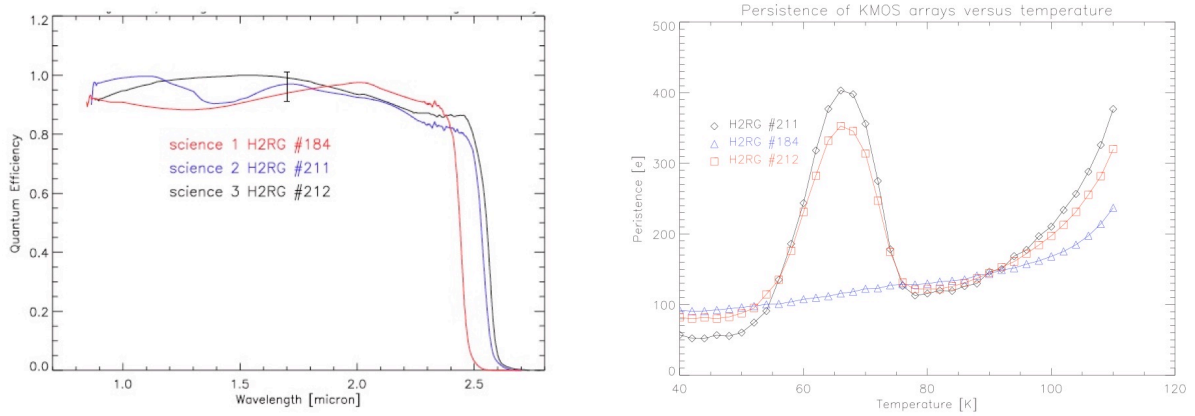 1.2
1.0
0.8
0.6
0.4
0.2
0.0
Quantum Efficiency
science 1 H2RG #184
science 2 H2RG #211
science 3 H2RG #212
1.0 1.5 2.0 2.5
Wavelength [micron]
Persistence of KMOS arrays versus temperature
500
400
300
200
100
0
Peristence [e]
H2RG #211
H2RG #184
H2RG #212
40 60 80 100 120
Temperature [K]